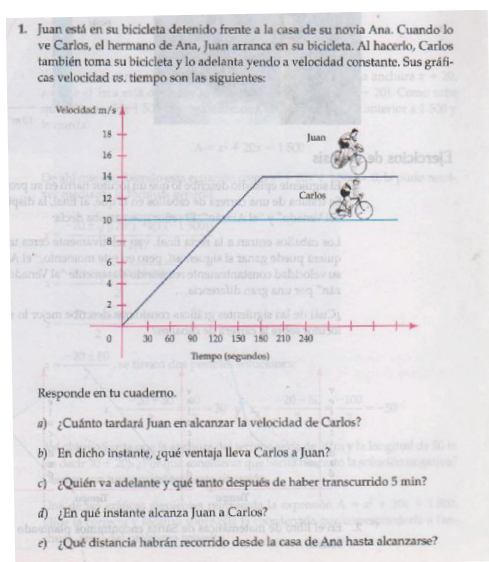 1. Juan está en su bicicleta detenido frente a la casa de su novia Ana. Cuando lo
ve Carlos, el hermano de Ana, Juan arranca en su bicicleta. Al hacerlo, Carlos
también toma su bicicleta y lo adelanta yendo a velocidad constante. Sus gráfi-
cas velocidad vs. tiempo son las siguientes:
Velocidad m/s
18
16
14
12
10
8
6
4
2
Juan
Carlos
0 30 150 90 180 210 240
Tiempo (segundos)
Responde en tu cuaderno.
a) ¿Cuánto tardará Juan en alcanzar la velocidad de Carlos?
b) En dicho instante, ¿qué ventaja lleva Carlos a Juan?
c) ¿Quién va adelante y qué tanto después de haber transcurrido 5 min?
d) ¿En qué instante alcanza Juan a Carlos?
e) ¿Qué distancia habrán recorrido desde la casa de Ana hasta alcanzarse?